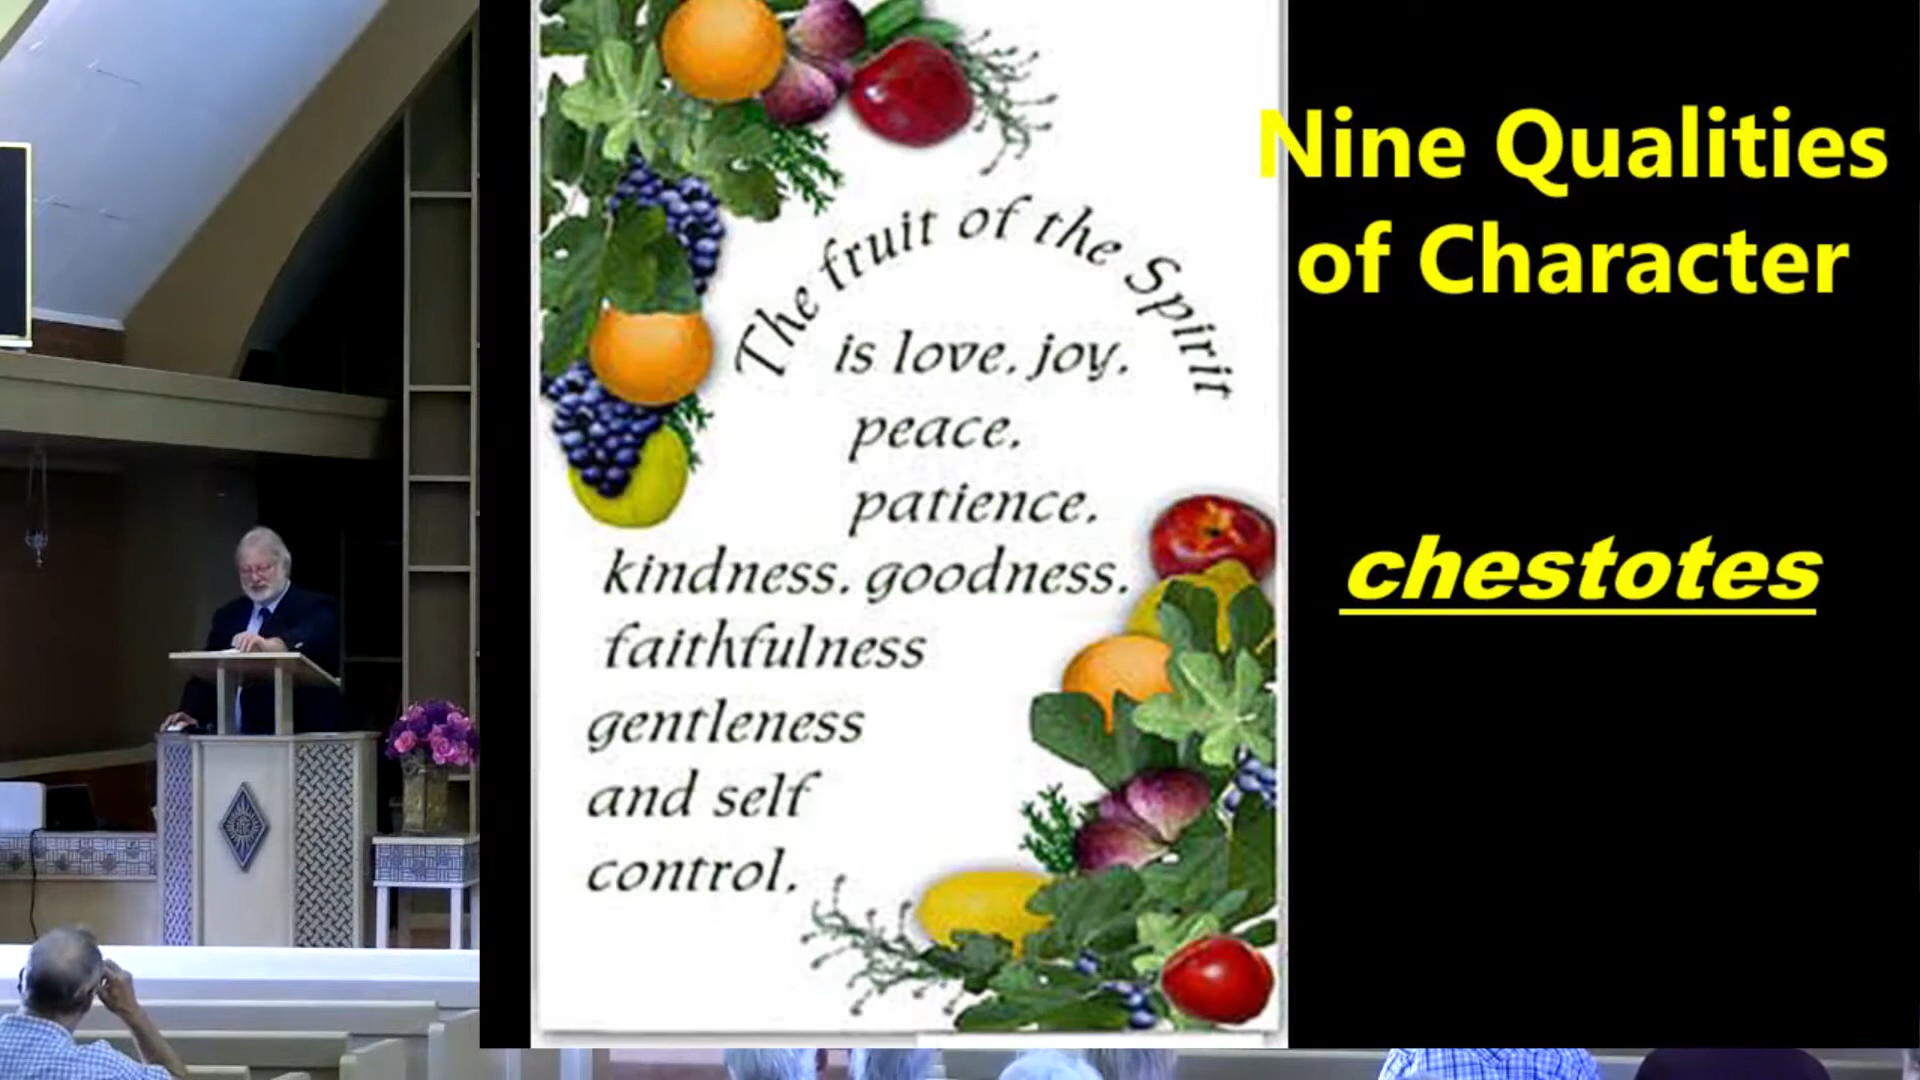 The fruit of the Spirit
is love, joy,
peace,
patience,
kindness, goodness,
faithfulness
gentleness
and self
control.
Nine Qualities
of Character
chestotes